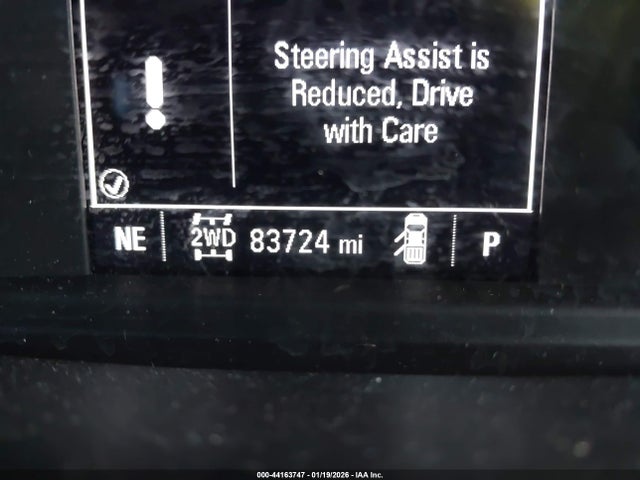 Steering Assist is
Reduced, Drive
with Care
NE 2WD 83724 mi P
000-44163747 - 01/19/2026 - IAA Inc.